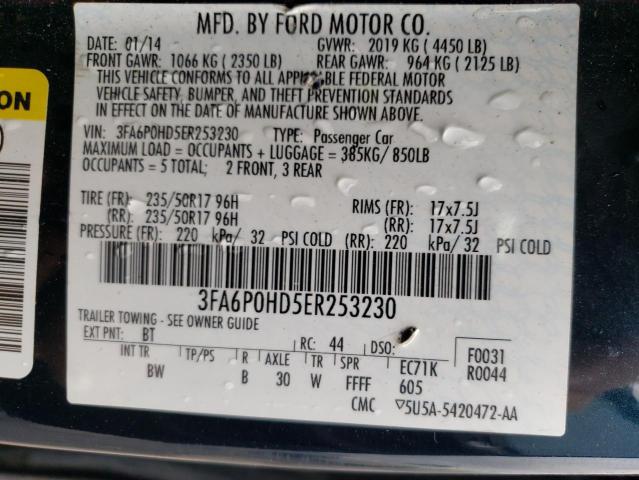 MFD. BY FORD MOTOR CO.
DATE: 01/14 GVWR: 2019 KG ( 4450 LB)
FRONT GAWR: 1066 KG ( 2350 LB) REAR GAWR: 964 KG ( 2125 LB)
THIS VEHICLE CONFORMS TO ALL APPLICABLE FEDERAL MOTOR
VEHICLE SAFETY, BUMPER, AND THEFT PREVENTION STANDARDS
IN EFFECT ON THE DATE OF MANUFACTURE SHOWN ABOVE.
VIN: 3FA6P0HD5ER253230 TYPE: Passenger Car
MAXIMUM LOAD = OCCUPANTS + LUGGAGE = 385KG/ 850LB
OCCUPANTS = 5 TOTAL; 2 FRONT, 3 REAR
TIRE (FR): 235/50R17 96H RIMS (FR): 17x7.5J
(RR): 235/50R17 96H (RR): 17x7.5J
PRESSURE (FR): 220 kPa/ 32 PSI COLD (RR): 220 kPa/ 32 PSI COLD
3FA6P0HD5ER253230
TRAILER TOWING - SEE OWNER GUIDE
EXT PNT: BT RC: 44 DSO: F0031
INT TR TP/PS R AXLE TR SPR EC71K R0044
BW B 30 W FFFF 605
CMC ▽5U5A-5420472-AA
ON